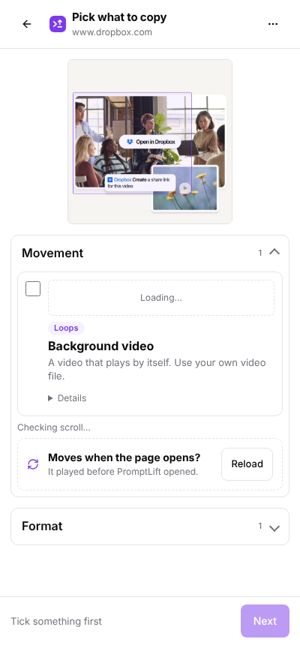 Pick what to copy
www.dropbox.com
Open in Dropbox
Dropbox Create a share link
for this video
Movement
1
Loading...
Loops
Background video
A video that plays by itself. Use your own video
file.
Details
Checking scroll...
Moves when the page opens?
It played before PromptLift opened.
Reload
Format
1
Tick something first
Next